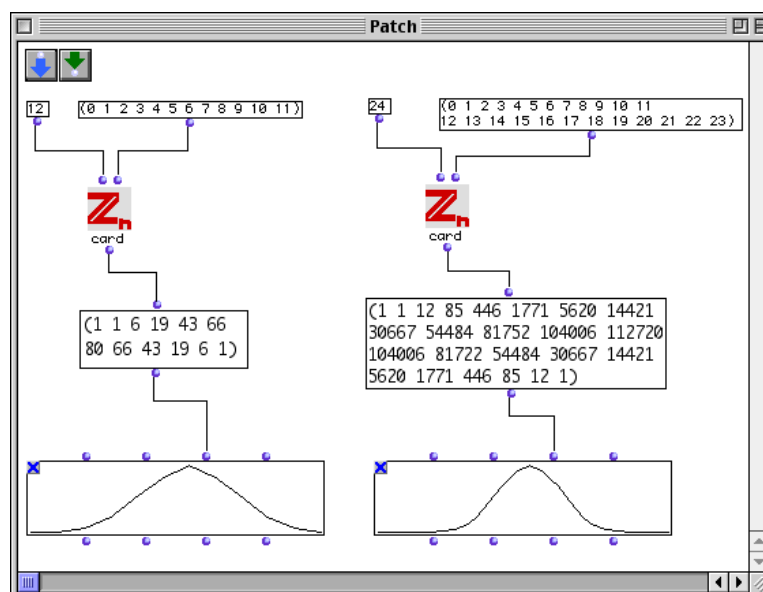 Patch
12
(0 1 2 3 4 5 6 7 8 9 10 11)
24
(0 1 2 3 4 5 6 7 8 9 10 11
12 13 14 15 16 17 18 19 20 21 22 23)
Zn
card
Zn
card
(1 1 6 19 43 66
80 66 43 19 6 1)
(1 1 12 85 446 1771 5620 14421
30667 54484 81752 104006 112720
104006 81722 54484 30667 14421
5620 1771 446 85 12 1)